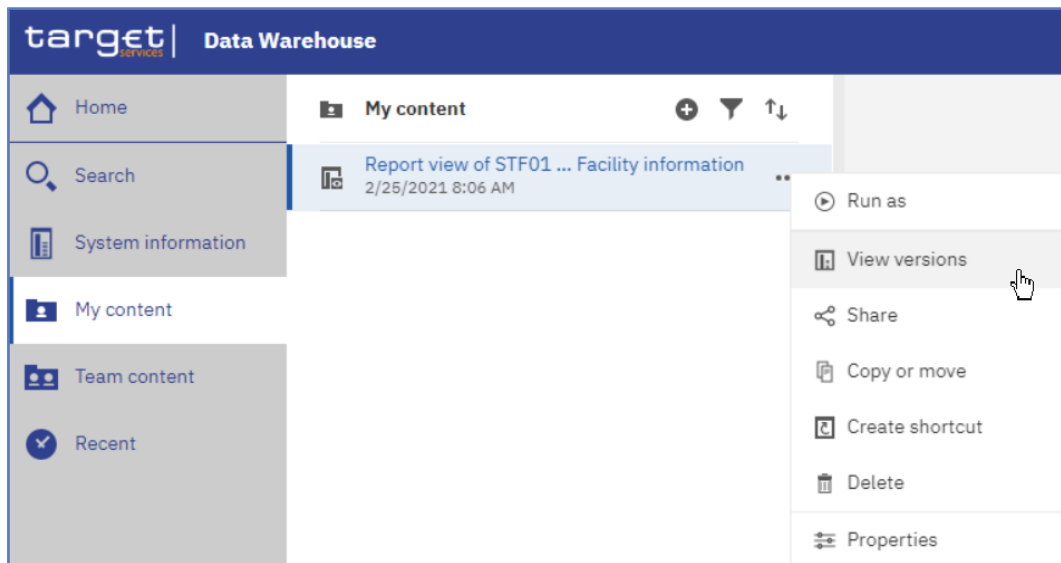 target services | Data Warehouse
Home
Search
System information
My content
Team content
Recent
My content
Report view of STF01 ... Facility information
2/25/2021 8:06 AM
Run as
View versions
Share
Copy or move
Create shortcut
Delete
Properties